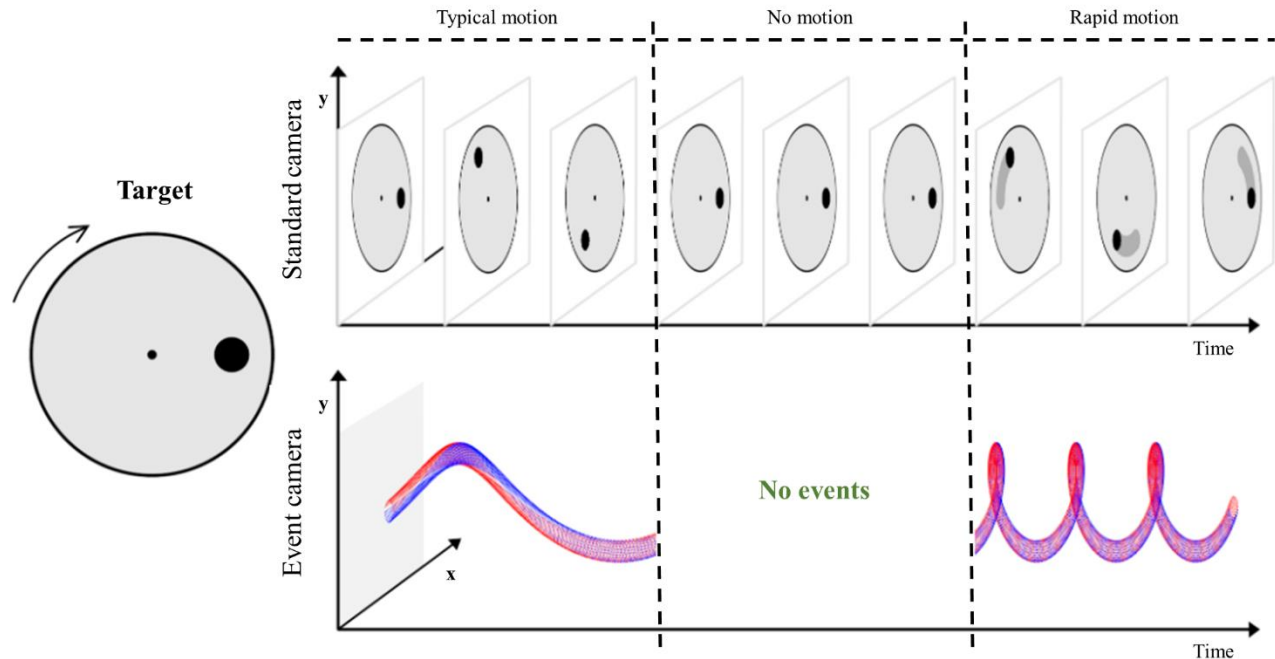 Typical motion
No motion
Rapid motion
y
Standard camera
Time
Target
y
Event camera
No events
x
Time